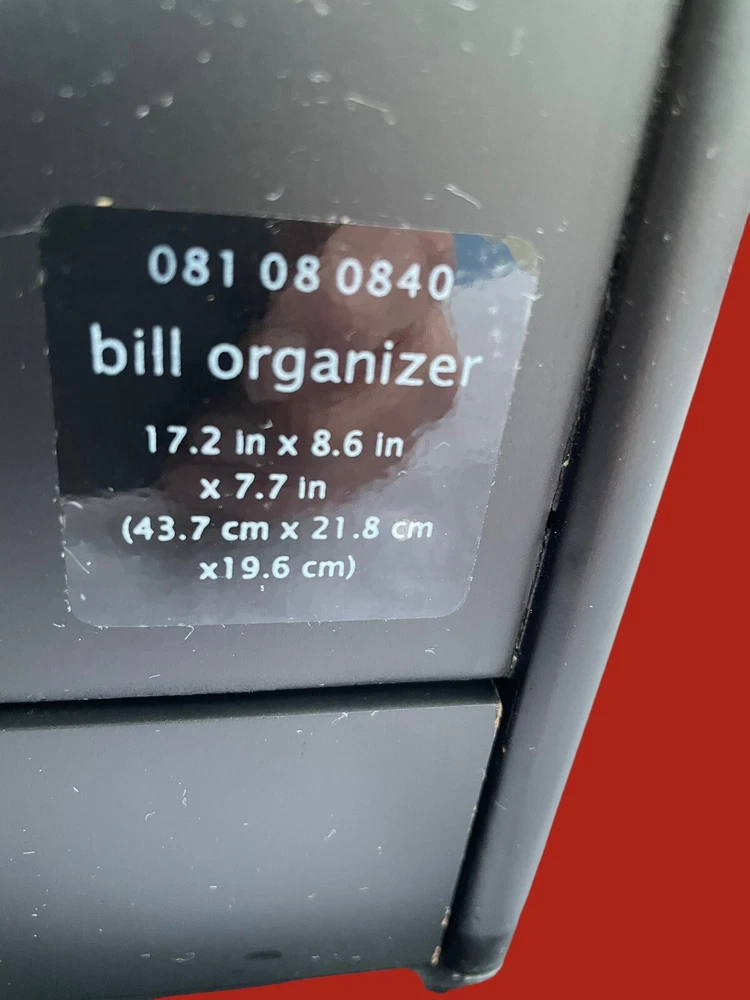 081 08 0840
bill organizer
17.2 in x 8.6 in
x 7.7 in
(43.7 cm x 21.8 cm
x19.6 cm)